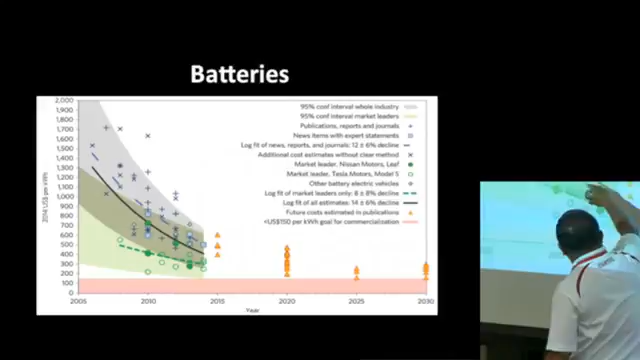 Batteries
2,000
1,900
1,800
1,700
1,600
1,500
1,400
1,300
1,200
1,100
1,000
900
800
700
600
500
400
300
200
100
0
2014 US$ per kWh
95% conf interval whole industry
95% conf interval market leaders
Publications, reports and journals
News items with expert statements
Log fit of news, reports, and journals: 12 ± 6% decline
Additional cost estimates without clear method
Market leader, Nissan Motors, Leaf
Market leader, Tesla Motors, Model S
Other battery electric vehicles
Log fit of market leaders only: 8 ± 8% decline
Log fit of all estimates: 14 ± 6% decline
Future costs estimated in publications
<US$150 per kWh goal for commercialisation
2005
2010
2015
2020
2025
2030
Year